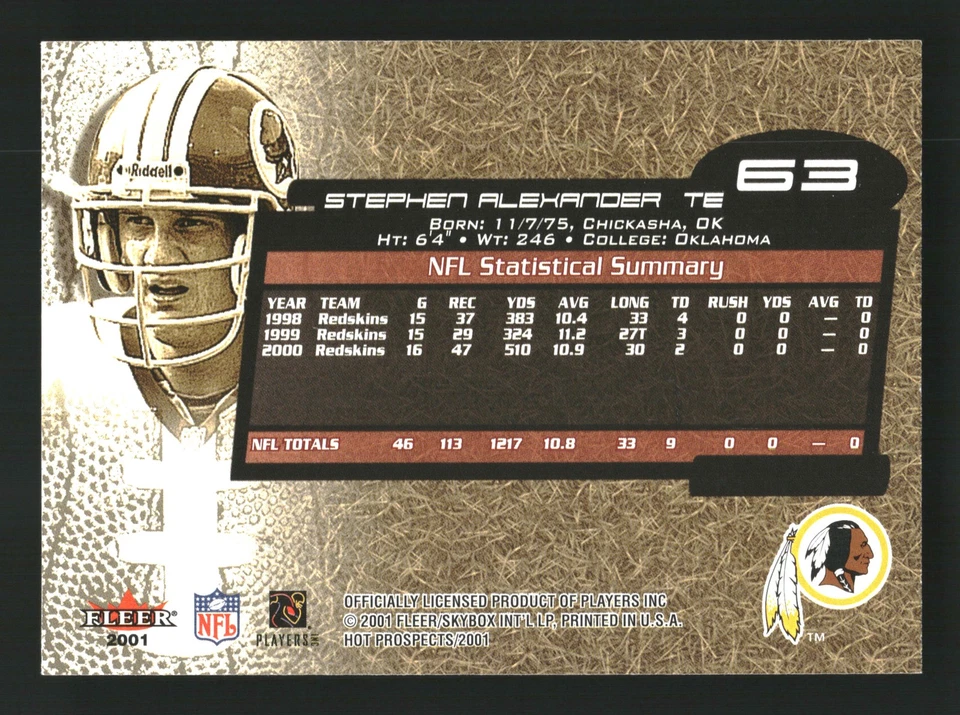 Riddell
63
STEPHEN ALEXANDER TE
BORN: 11/7/75, CHICKASHA, OK
HT: 6'4" • WT: 246 • COLLEGE: OKLAHOMA
NFL Statistical Summary
YEAR TEAM G REC YDS AVG LONG TD RUSH YDS AVG TD
1998 Redskins 15 37 383 10.4 33 4 0 0 — 0
1999 Redskins 15 29 324 11.2 27T 3 0 0 — 0
2000 Redskins 16 47 510 10.9 30 2 0 0 — 0
NFL TOTALS 46 113 1217 10.8 33 9 0 0 — 0
FLEER®
2001
NFL
PLAYERS INC
OFFICIALLY LICENSED PRODUCT OF PLAYERS INC
© 2001 FLEER/SKYBOX INT'L LP, PRINTED IN U.S.A.
HOT PROSPECTS/2001
TM